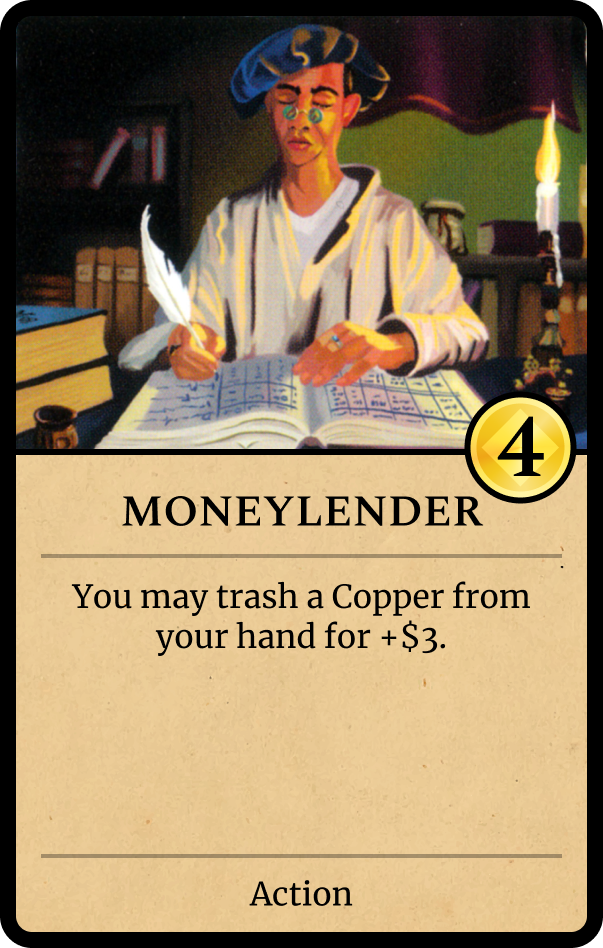 4
MONEYLENDER
You may trash a Copper from
your hand for +$3.
Action